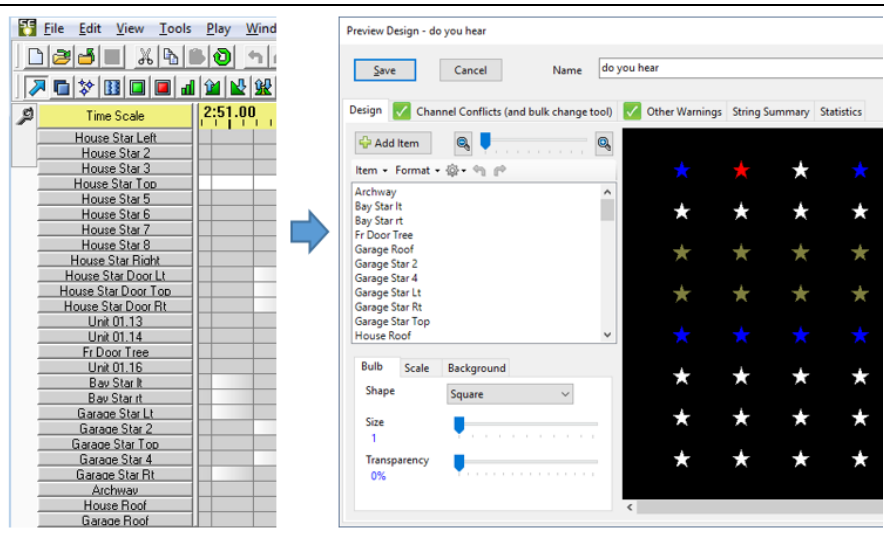 SE File Edit View Tools Play Wind
Time Scale 2:51.00
House Star Left
House Star 2
House Star 3
House Star Top
House Star 5
House Star 6
House Star 7
House Star 8
House Star Right
House Star Door Lt
House Star Door Top
House Star Door Rt
Unit 01.13
Unit 01.14
Fr Door Tree
Unit 01.16
Bay Star lt
Bay Star rt
Garage Star Lt
Garage Star 2
Garage Star Top
Garage Star 4
Garage Star Rt
Archway
House Roof
Garage Roof
Preview Design - do you hear
Save Cancel Name do you hear
Design Channel Conflicts (and bulk change tool) Other Warnings String Summary Statistics
Add Item
Item Format
Archway
Bay Star lt
Bay Star rt
Fr Door Tree
Garage Roof
Garage Star 2
Garage Star 4
Garage Star Lt
Garage Star Rt
Garage Star Top
House Roof
Bulb Scale Background
Shape Square
Size
1
Transparency
0%